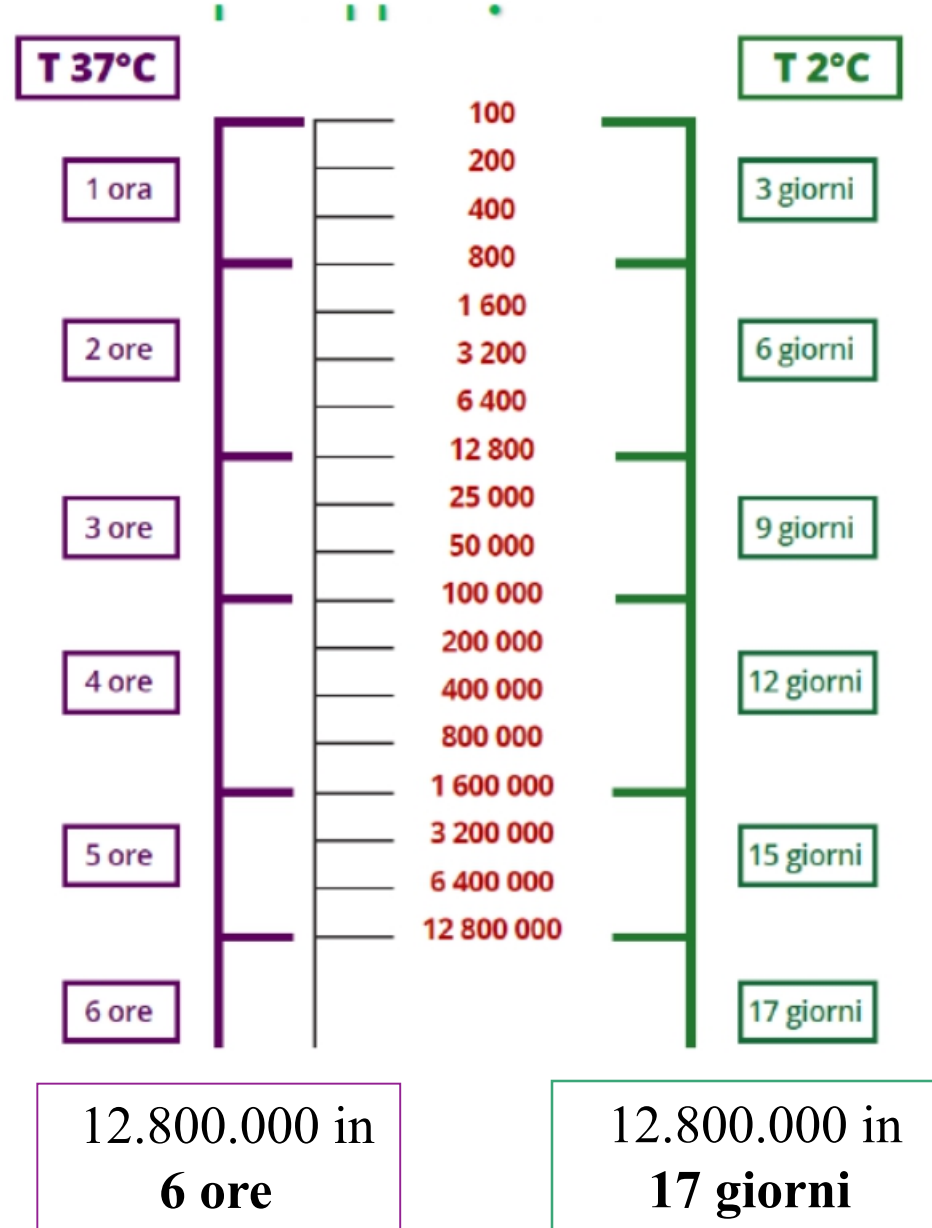 T 37°C
T 2°C
100
200
1 ora
3 giorni
400
800
1 600
2 ore
3 200
6 giorni
6 400
12 800
25 000
3 ore
9 giorni
50 000
100 000
200 000
4 ore
400 000
12 giorni
800 000
1 600 000
3 200 000
5 ore
15 giorni
6 400 000
12 800 000
6 ore
17 giorni
12.800.000 in
6 ore
12.800.000 in
17 giorni